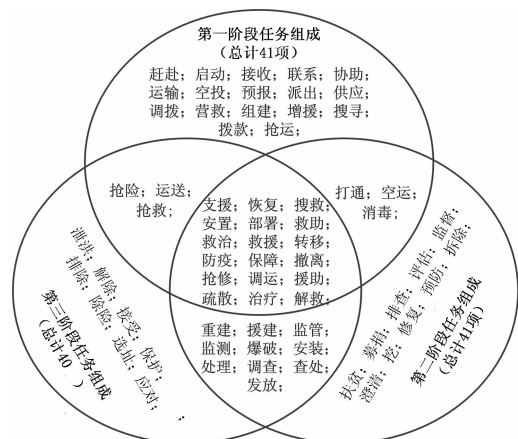 第一阶段任务组成
（总计41项）
赶赴；启动；接收；联系；协助；
运输；空投；预报；派出；供应；
调拨；营救；组建；增援；搜寻；
拨款；抢运；
抢险；运送；
抢救；
打通；空运；
消毒；
支援；恢复；搜救；
安置；部署；救助；
救治；救援；转移；
防疫；保障；撤离；
抢修；调运；援助；
疏散；治疗；解救；
重建；援建；监管；
监测；爆破；安装；
处理；调查；查处；
发放；
泄洪；解除；接受；保护；
排除；除险；遗址；应对；；
第三阶段任务组成
（总计40 ）
扶贫；募捐；排查；评估；监督；
澄清；挖；修复；预防；拆除；
第二阶段任务组成
（总计41项）